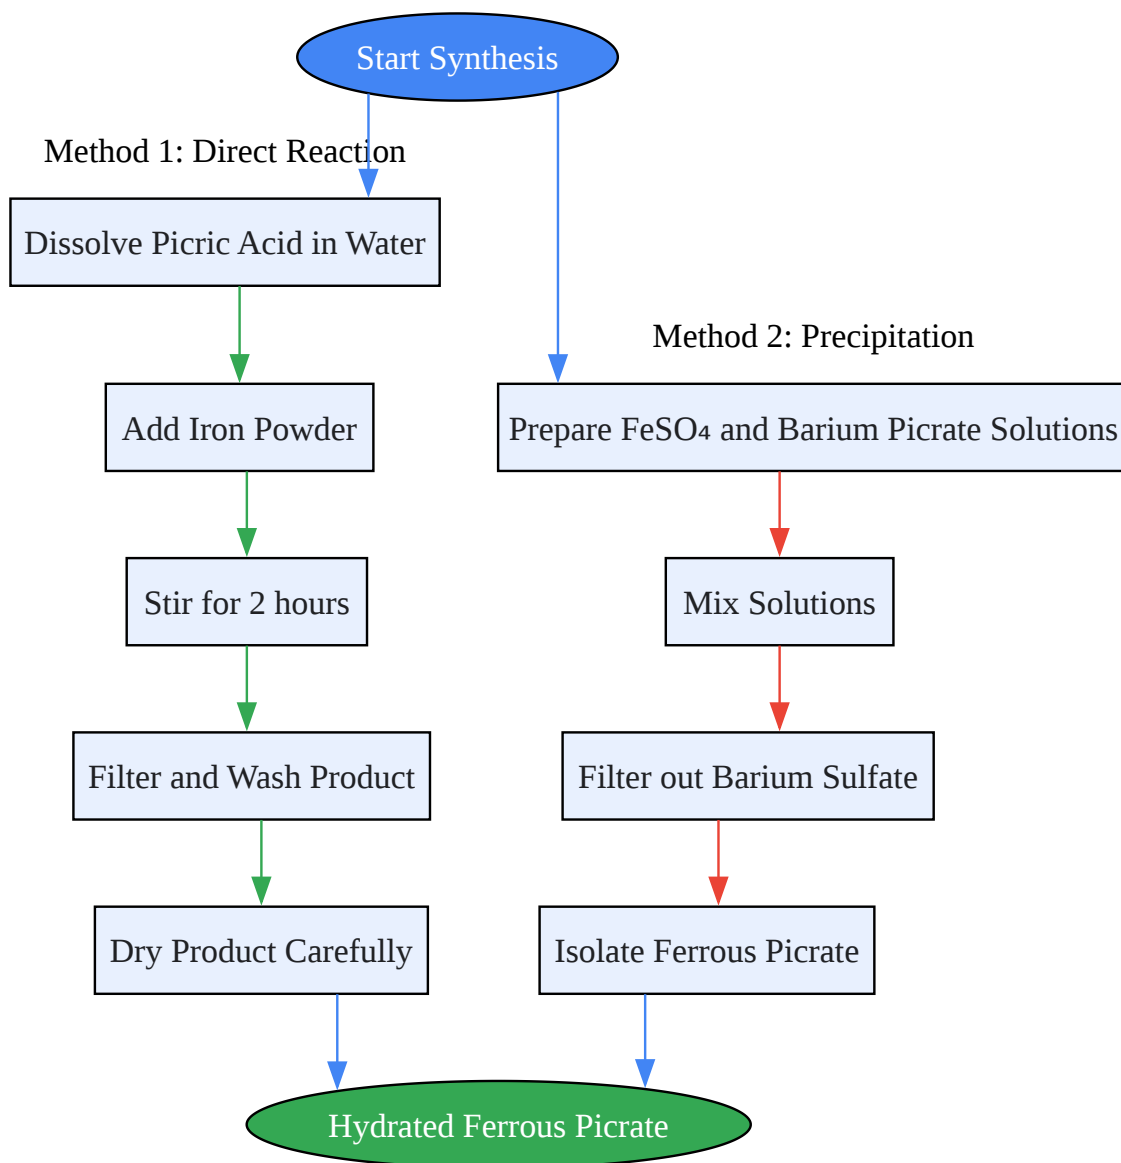 Start Synthesis
Method 1: Direct Reaction
Dissolve Picric Acid in Water
Add Iron Powder
Stir for 2 hours
Filter and Wash Product
Dry Product Carefully
Method 2: Precipitation
Prepare FeSO₄ and Barium Picrate Solutions
Mix Solutions
Filter out Barium Sulfate
Isolate Ferrous Picrate
Hydrated Ferrous Picrate